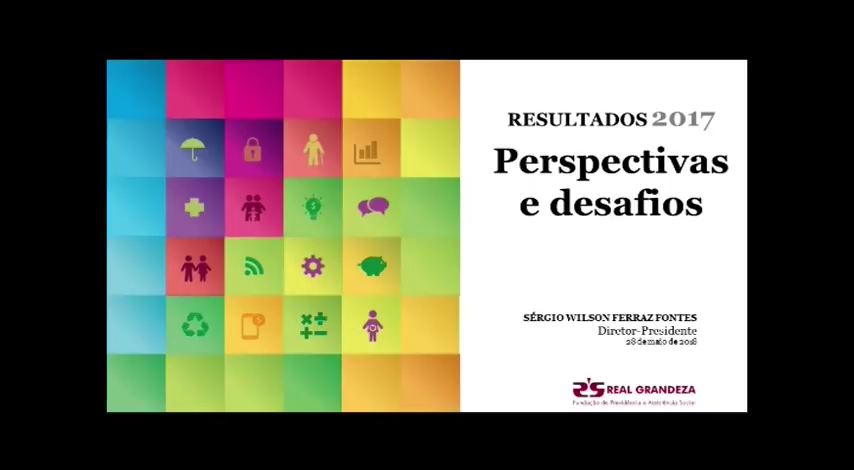 RESULTADOS 2017
Perspectivas
e desafios
SÉRGIO WILSON FERRAZ FONTES
Diretor-Presidente
28 de maio de 2018
REAL GRANDEZA
Fundação de Previdência e Assistência Social